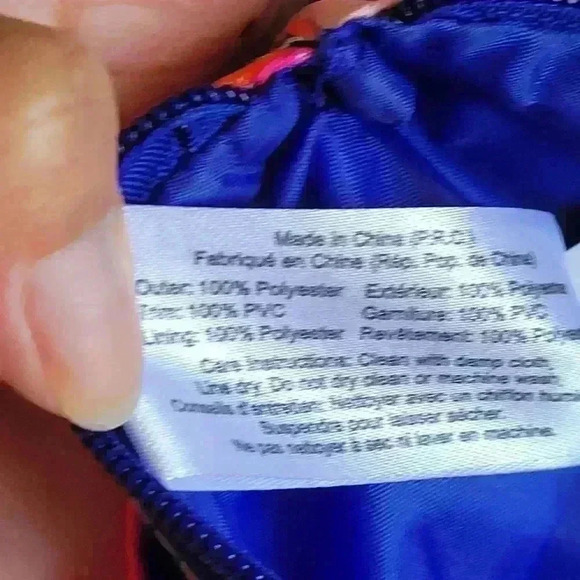 Made in China (P.R.C.)
Fabriqué en Chine (Rép. Pop. de Chine)
Outer: 100% Polyester Extérieur: 100% Polyeste
Trim: 100% PVC Garniture: 100% PVC
Lining: 100% Polyester Revêtement: 100% Polye
Care Instructions: Clean with damp cloth.
Line dry. Do not dry clean or machine wash.
Conseils d'entretien: Nettoyer avec un chiffon hum
Suspendre pour laisser sécher.
Ne pas nettoyer à sec ni laver en machine.